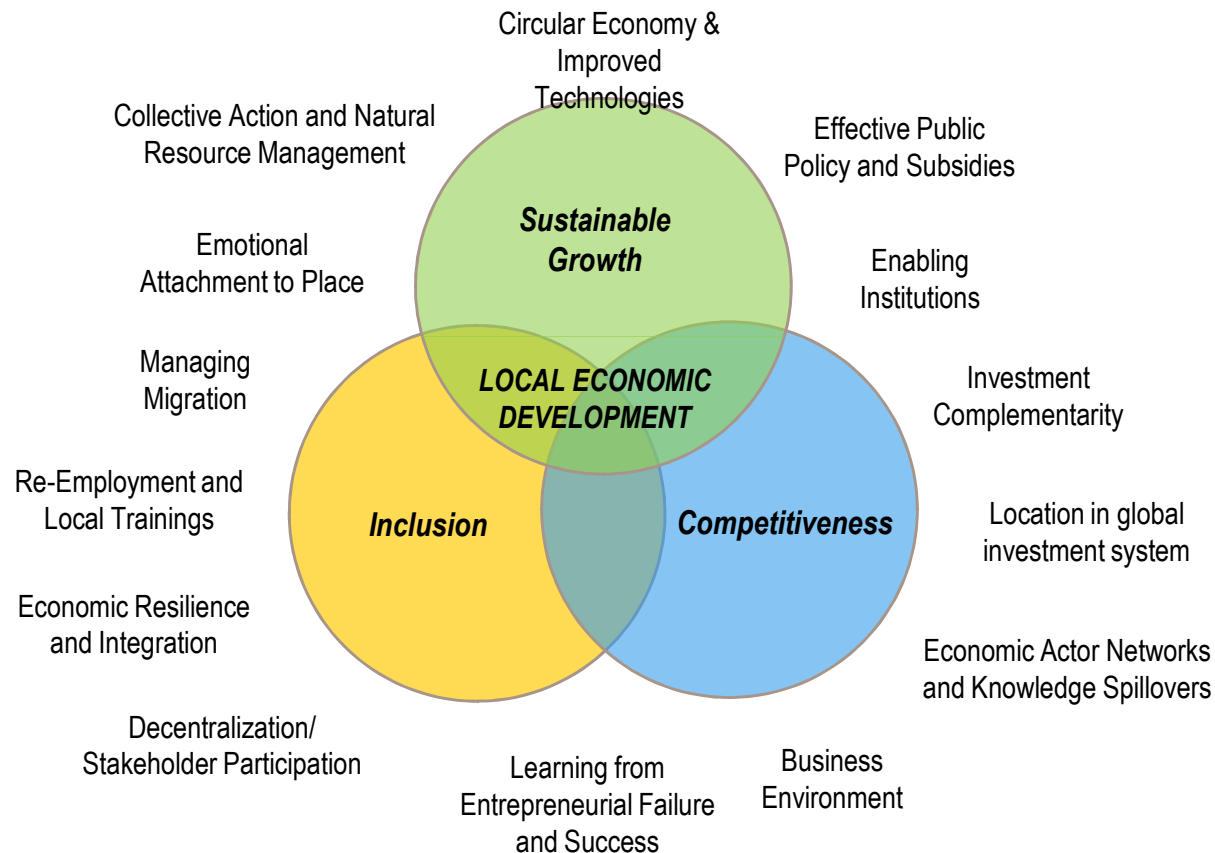 Circular Economy &
Improved
Technologies
Collective Action and Natural
Resource Management
Effective Public
Policy and Subsidies
Sustainable
Growth
Emotional
Attachment to Place
Enabling
Institutions
Managing
Migration
LOCAL ECONOMIC
DEVELOPMENT
Investment
Complementarity
Re-Employment and
Local Trainings
Inclusion
Competitiveness
Location in global
investment system
Economic Resilience
and Integration
Economic Actor Networks
and Knowledge Spillovers
Decentralization/
Stakeholder Participation
Learning from
Entrepreneurial Failure
and Success
Business
Environment